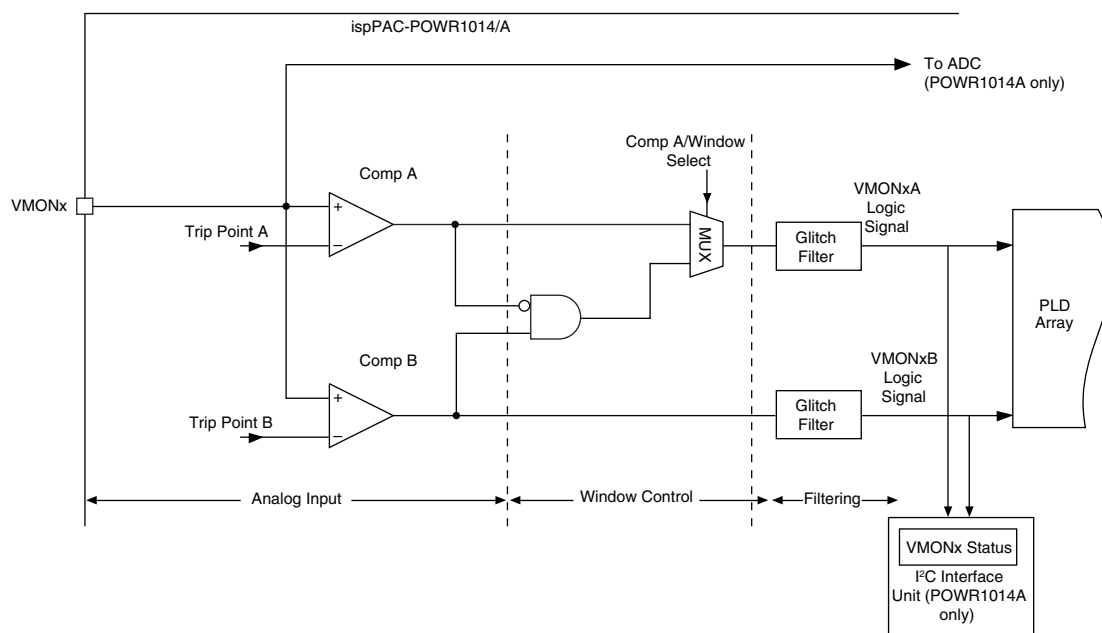 ispPAC-POWR1014/A
To ADC
(POWR1014A only)
Comp A/Window
Select
Comp A
VMONx
+
Trip Point A
–
MUX
VMONxA
Logic
Signal
Glitch
Filter
PLD
Array
Comp B
+
Trip Point B
–
VMONxB
Logic
Signal
Glitch
Filter
Analog Input
Window Control
Filtering
VMONx Status
I²C Interface
Unit (POWR1014A
only)